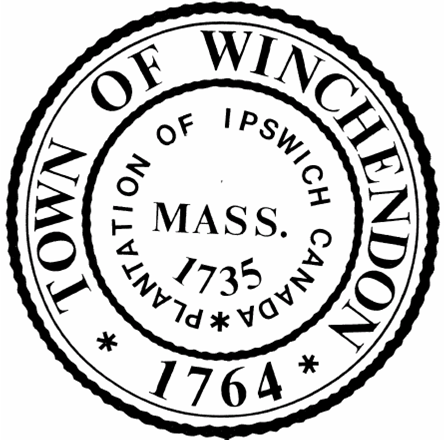 TOWN OF WINCHENDON
* 1764 *
PLANTATION OF IPSWICH CANADA *
MASS.
1735